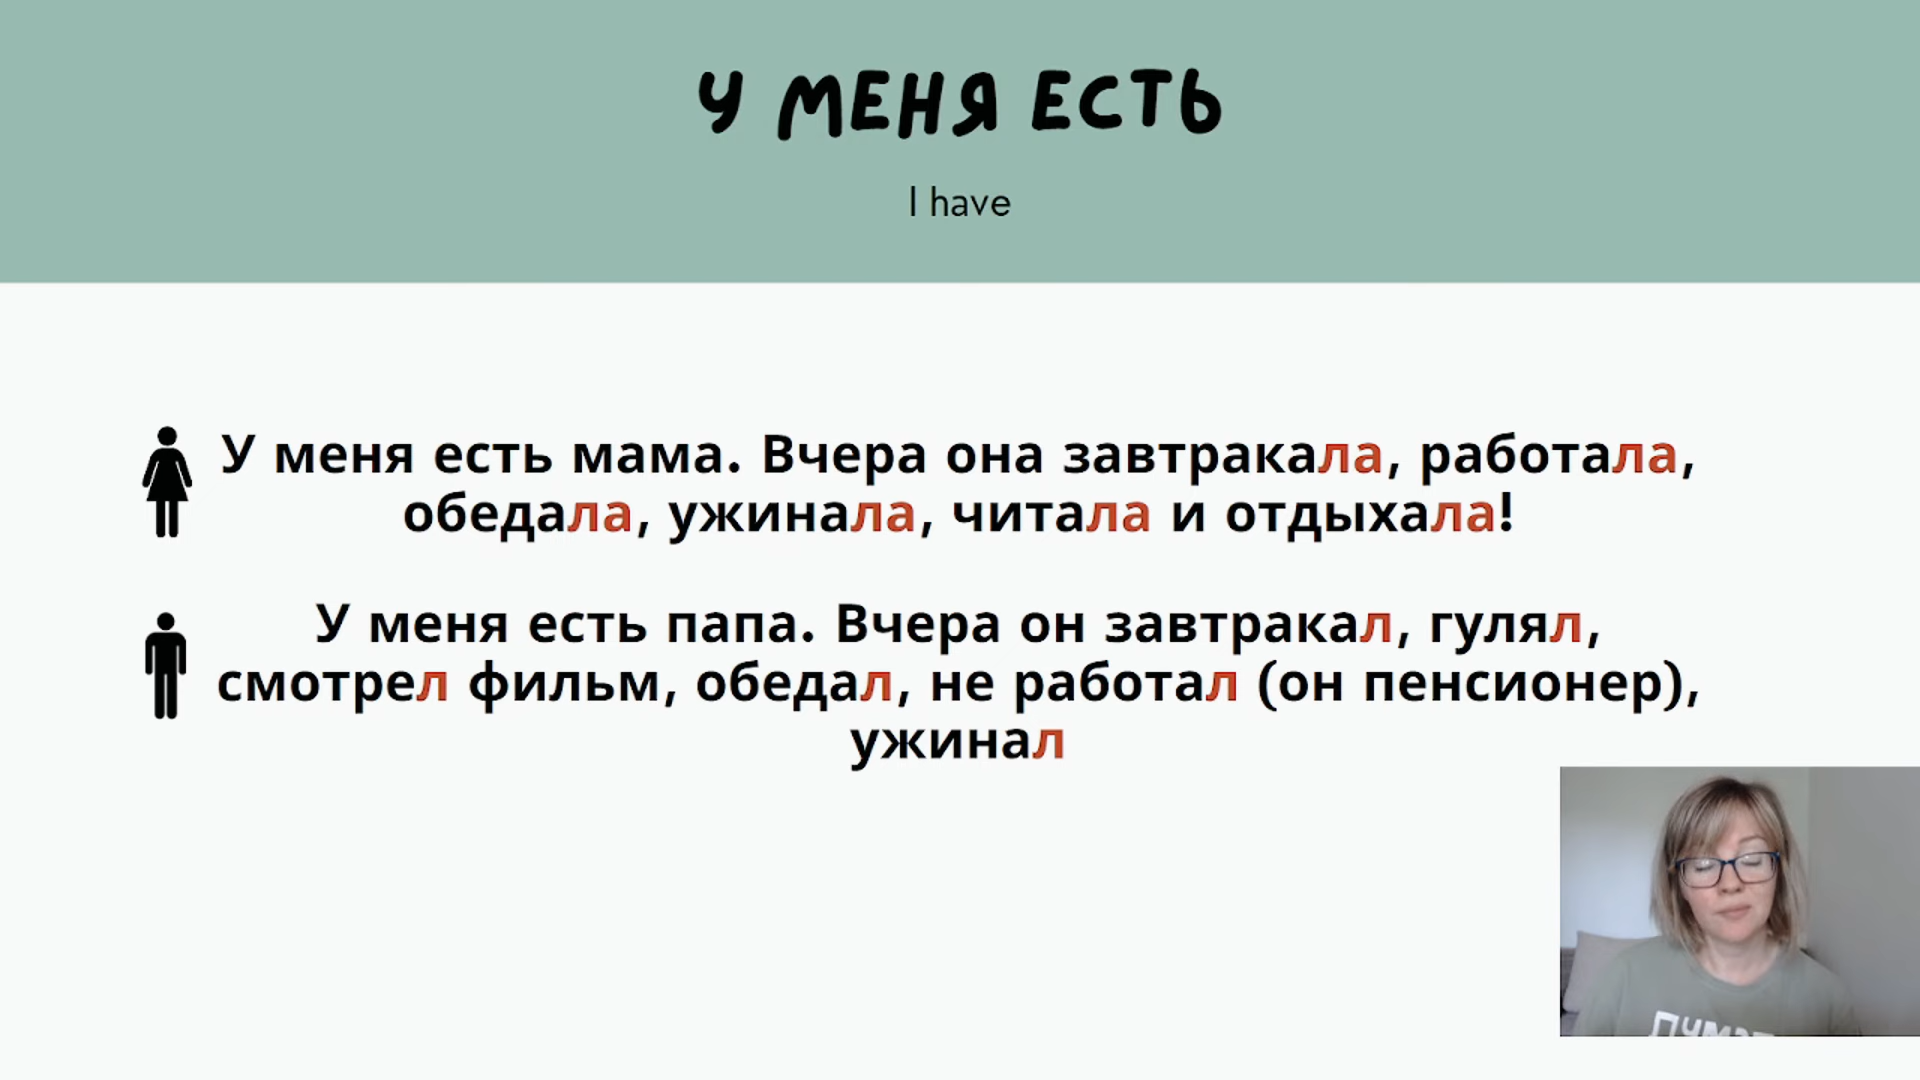 У МЕНЯ ЕСТЬ
I have
У меня есть мама. Вчера она завтракала, работала,
обедала, ужинала, читала и отдыхала!
У меня есть папа. Вчера он завтракал, гулял,
смотрел фильм, обедал, не работал (он пенсионер),
ужинал